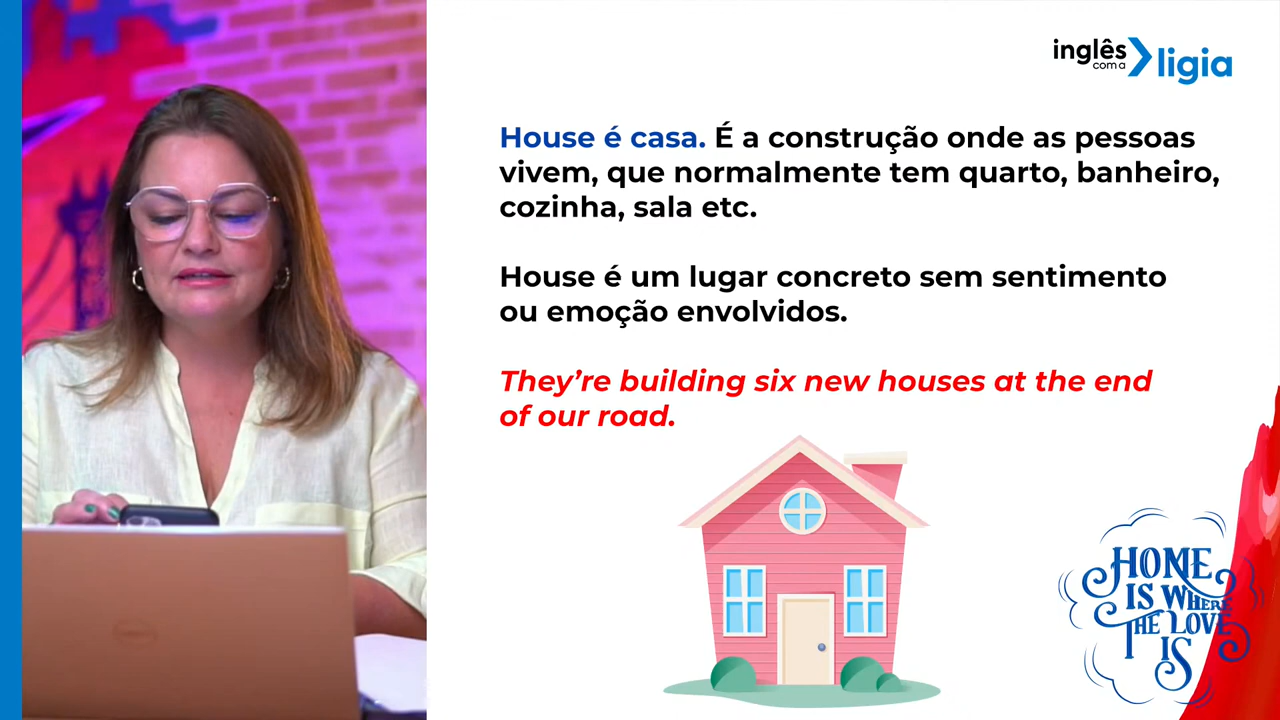 inglês
com a
ligia
House é casa. É a construção onde as pessoas
vivem, que normalmente tem quarto, banheiro,
cozinha, sala etc.
House é um lugar concreto sem sentimento
ou emoção envolvidos.
They're building six new houses at the end
of our road.
HOME
IS WHERE
THE LOVE
IS